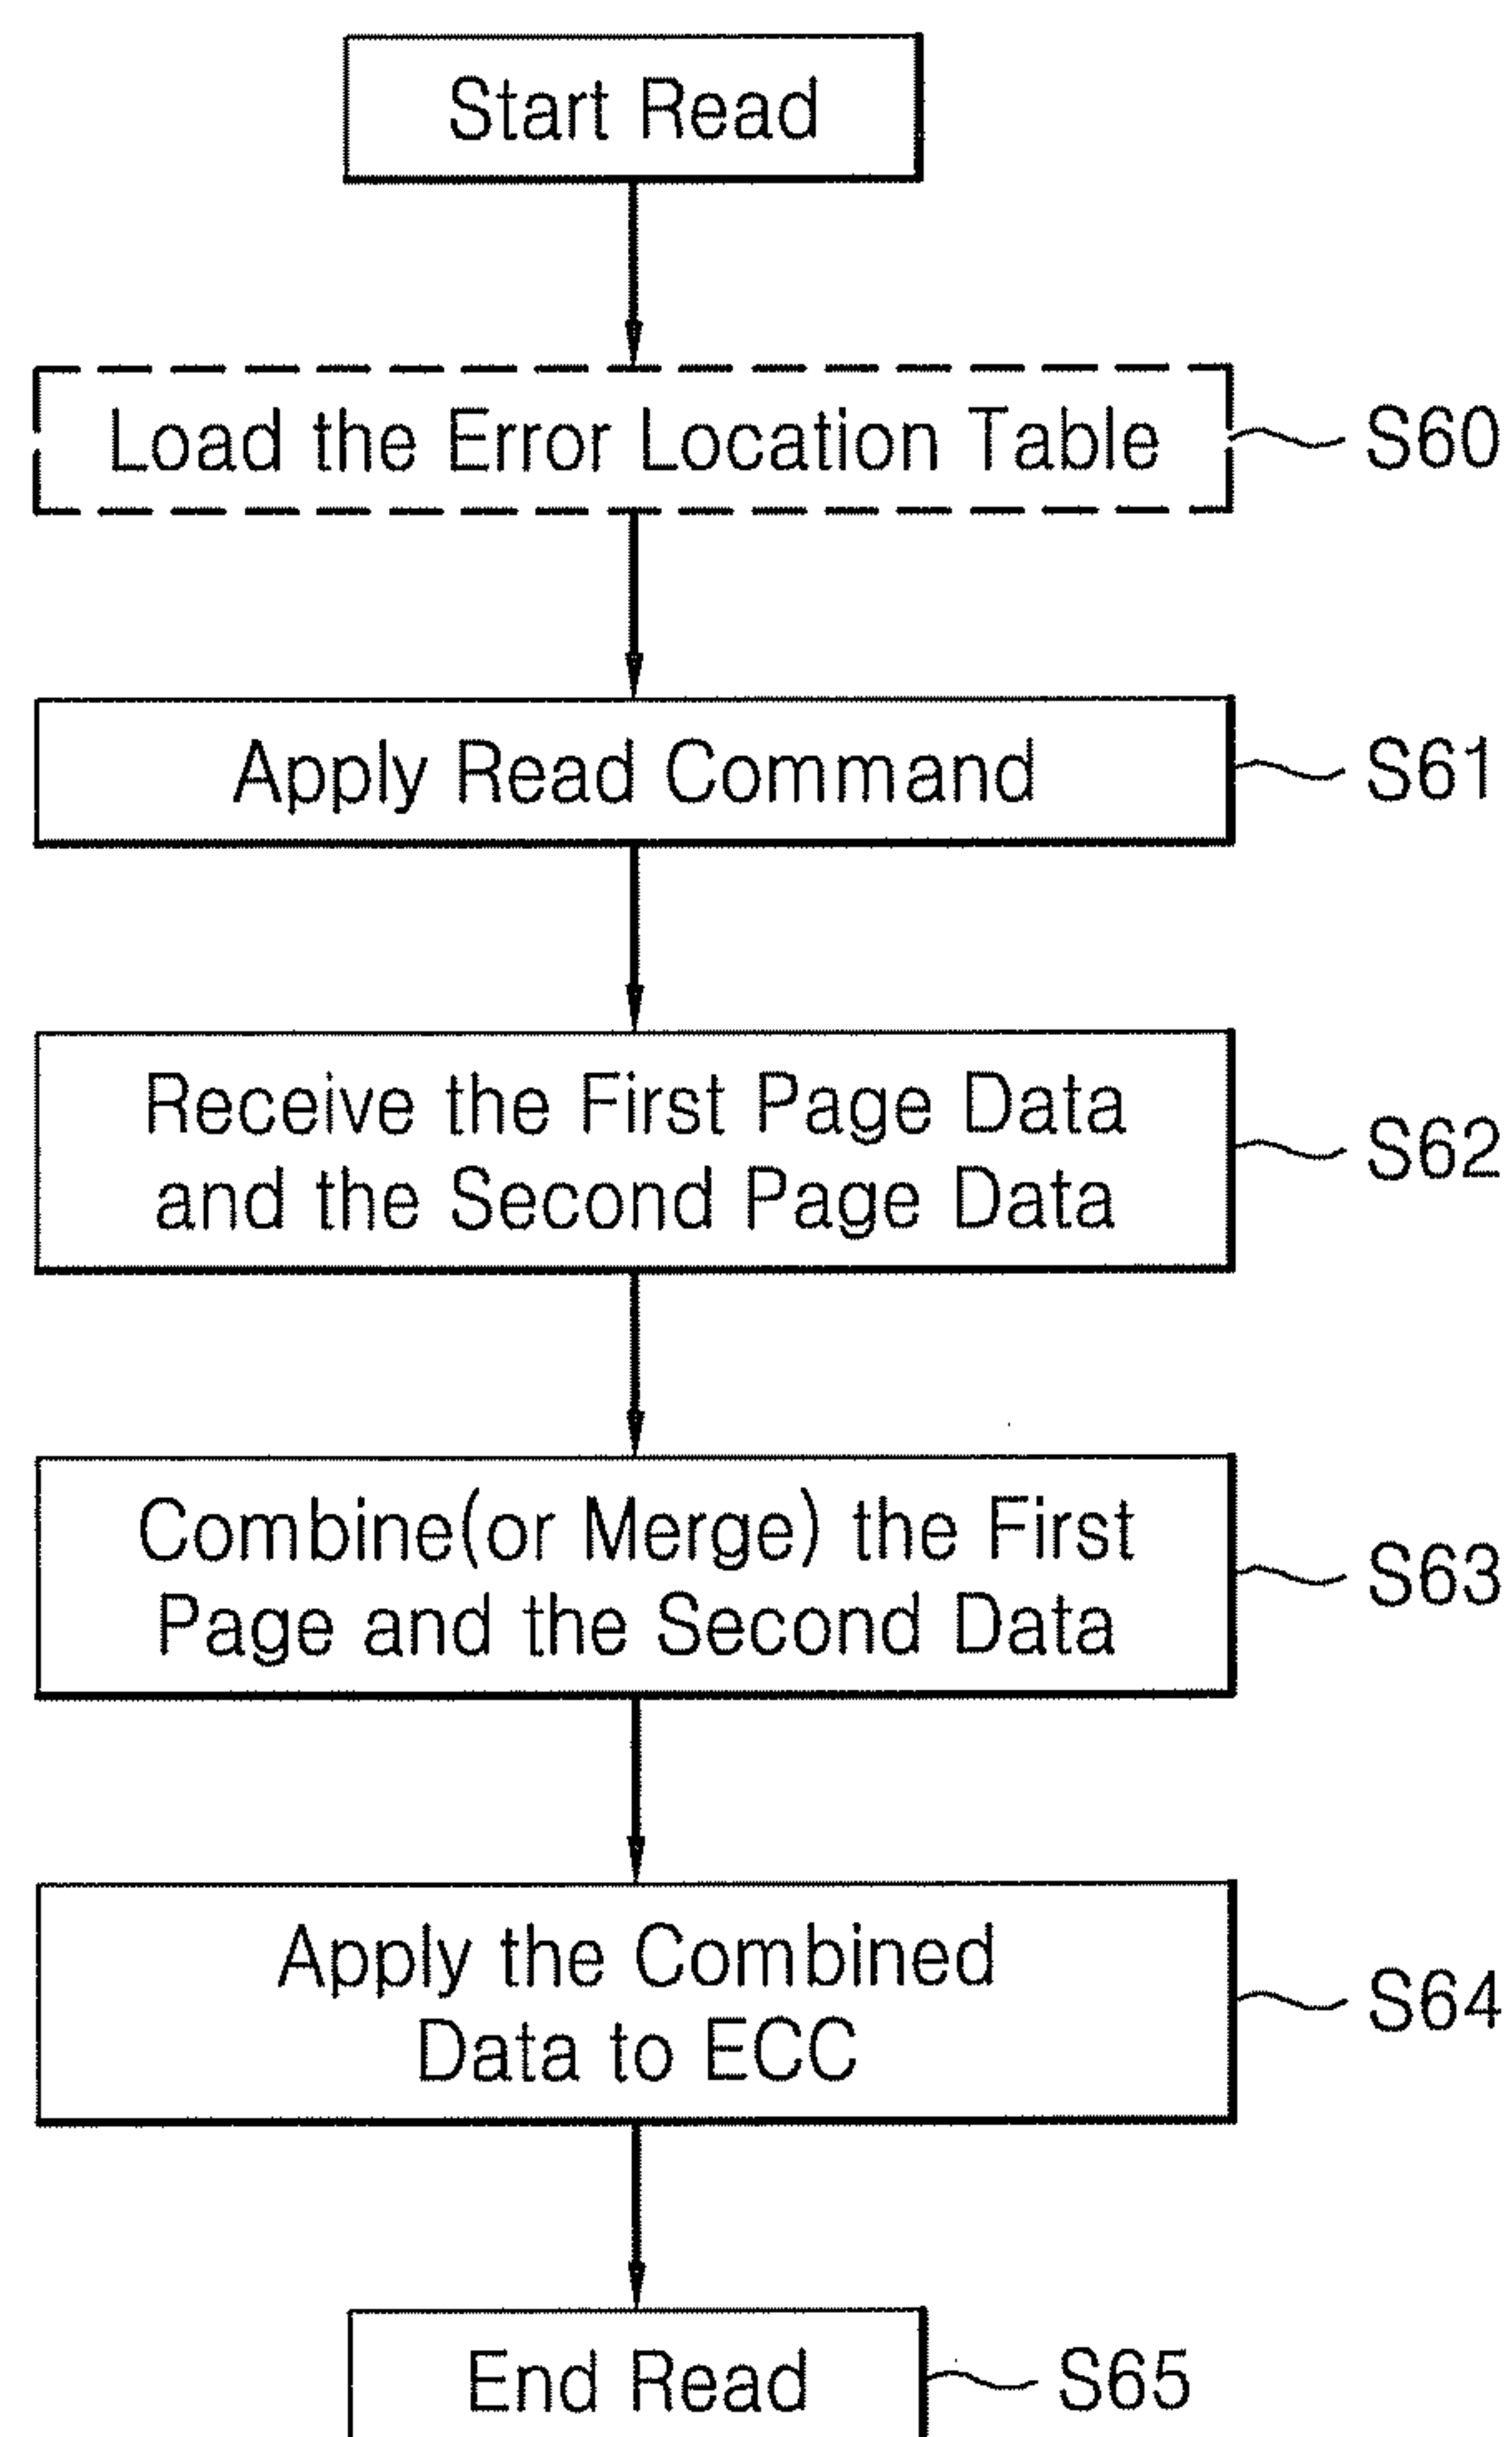 Start Read
Load the Error Location Table
S60
Apply Read Command
S61
Receive the First Page Data
and the Second Page Data
S62
Combine(or Merge) the First
Page and the Second Data
S63
Apply the Combined
Data to ECC
S64
End Read
S65